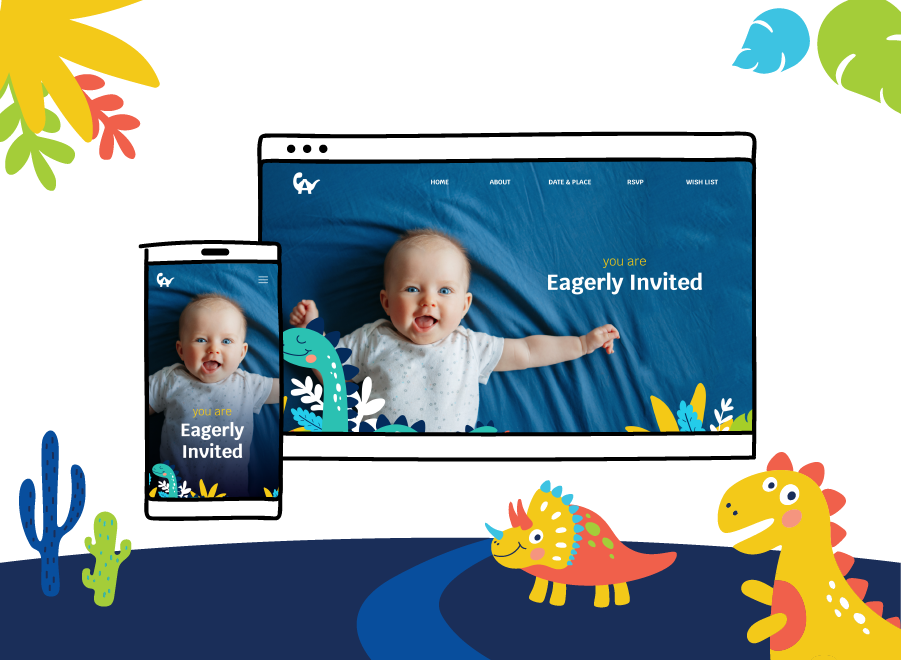 HOME ABOUT DATE & PLACE RSVP WISH LIST
you are
Eagerly Invited
you are
Eagerly
Invited